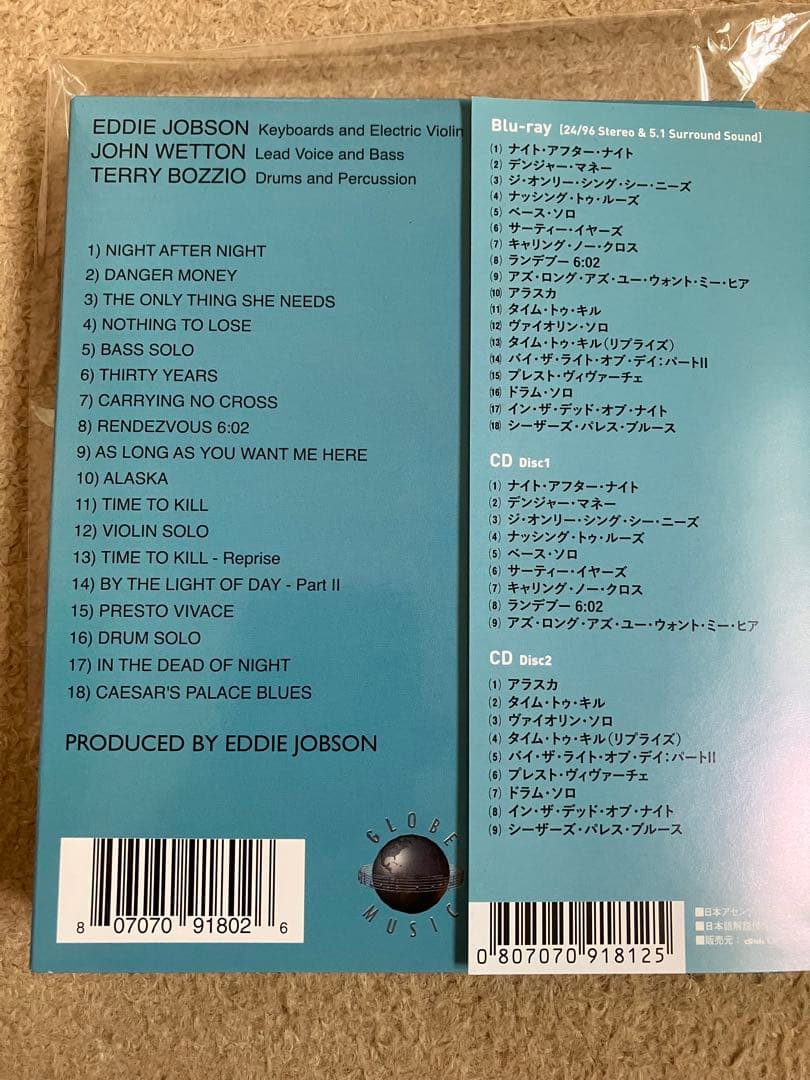 EDDIE JOBSON Keyboards and Electric Violin
JOHN WETTON Lead Voice and Bass
TERRY BOZZIO Drums and Percussion
1) NIGHT AFTER NIGHT
2) DANGER MONEY
3) THE ONLY THING SHE NEEDS
4) NOTHING TO LOSE
5) BASS SOLO
6) THIRTY YEARS
7) CARRYING NO CROSS
8) RENDEZVOUS 6:02
9) AS LONG AS YOU WANT ME HERE
10) ALASKA
11) TIME TO KILL
12) VIOLIN SOLO
13) TIME TO KILL - Reprise
14) BY THE LIGHT OF DAY - Part II
15) PRESTO VIVACE
16) DRUM SOLO
17) IN THE DEAD OF NIGHT
18) CAESAR'S PALACE BLUES
PRODUCED BY EDDIE JOBSON
GLOBE MUSIC
8 07070 91802 6
Blu-ray [24/96 Stereo & 5.1 Surround Sound]
(1) ナイト・アフター・ナイト
(2) デンジャー・マネー
(3) ジ・オンリー・シング・シー・ニーズ
(4) ナッシング・トゥ・ルーズ
(5) ベース・ソロ
(6) サーティー・イヤーズ
(7) キャリング・ノー・クロス
(8) ランデブー 6:02
(9) アズ・ロング・アズ・ユー・ウォント・ミー・ヒア
(10) アラスカ
(11) タイム・トゥ・キル
(12) ヴァイオリン・ソロ
(13) タイム・トゥ・キル(リプライズ)
(14) バイ・ザ・ライト・オブ・デイ:パートII
(15) プレスト・ヴィヴァーチェ
(16) ドラム・ソロ
(17) イン・ザ・デッド・オブ・ナイト
(18) シーザーズ・パレス・ブルース
CD Disc1
(1) ナイト・アフター・ナイト
(2) デンジャー・マネー
(3) ジ・オンリー・シング・シー・ニーズ
(4) ナッシング・トゥ・ルーズ
(5) ベース・ソロ
(6) サーティー・イヤーズ
(7) キャリング・ノー・クロス
(8) ランデブー 6:02
(9) アズ・ロング・アズ・ユー・ウォント・ミー・ヒア
CD Disc2
(1) アラスカ
(2) タイム・トゥ・キル
(3) ヴァイオリン・ソロ
(4) タイム・トゥ・キル(リプライズ)
(5) バイ・ザ・ライト・オブ・デイ:パートII
(6) プレスト・ヴィヴァーチェ
(7) ドラム・ソロ
(8) イン・ザ・デッド・オブ・ナイト
(9) シーザーズ・パレス・ブルース
0 807070 918125
■日本アセン
■日本語解説付
■販売元: